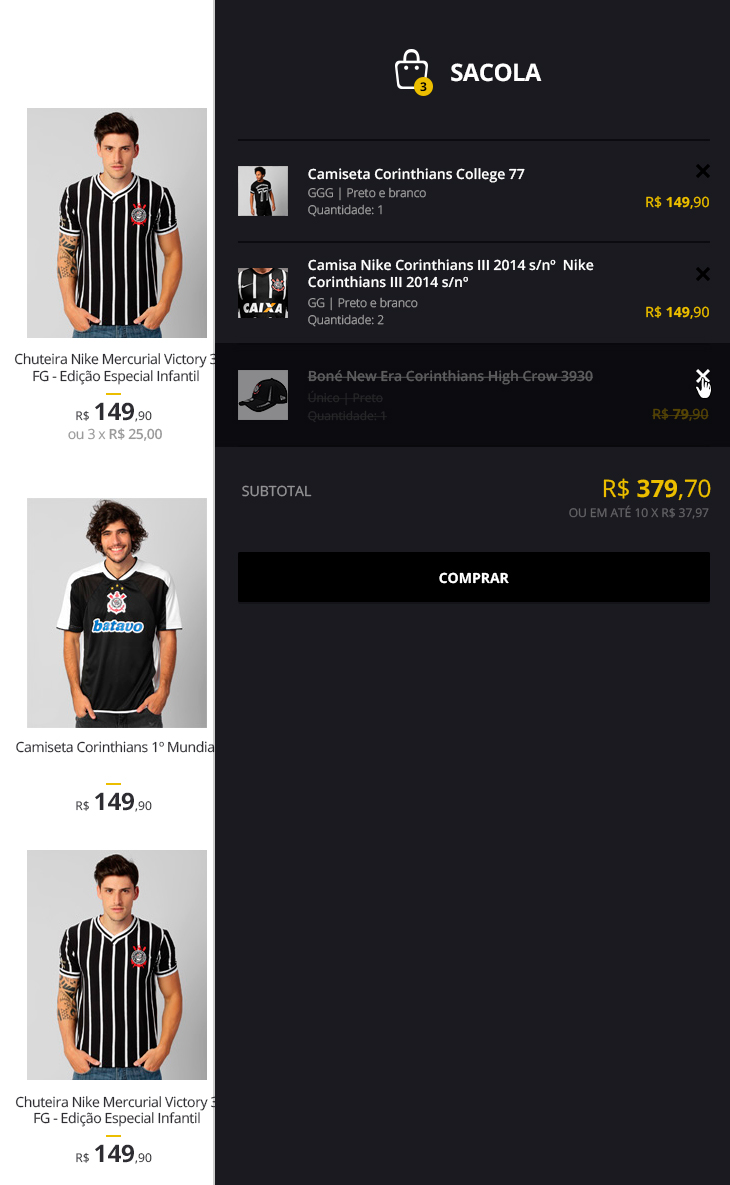 SACOLA
3
Camiseta Corinthians College 77
GGG | Preto e branco
Quantidade: 1
R$ 149,90
Camisa Nike Corinthians III 2014 s/nº  Nike
Corinthians III 2014 s/nº
GG | Preto e branco
Quantidade: 2
R$ 149,90
CAIXA
Boné New Era Corinthians High Crow 3930
Único | Preto
Quantidade: 1
R$ 79,90
SUBTOTAL
R$ 379,70
OU EM ATÉ 10 X R$ 37,97
COMPRAR
Chuteira Nike Mercurial Victory 3
FG - Edição Especial Infantil
R$ 149,90
ou 3 x R$ 25,00
batavo
Camiseta Corinthians 1º Mundia
R$ 149,90
Chuteira Nike Mercurial Victory 3
FG - Edição Especial Infantil
R$ 149,90